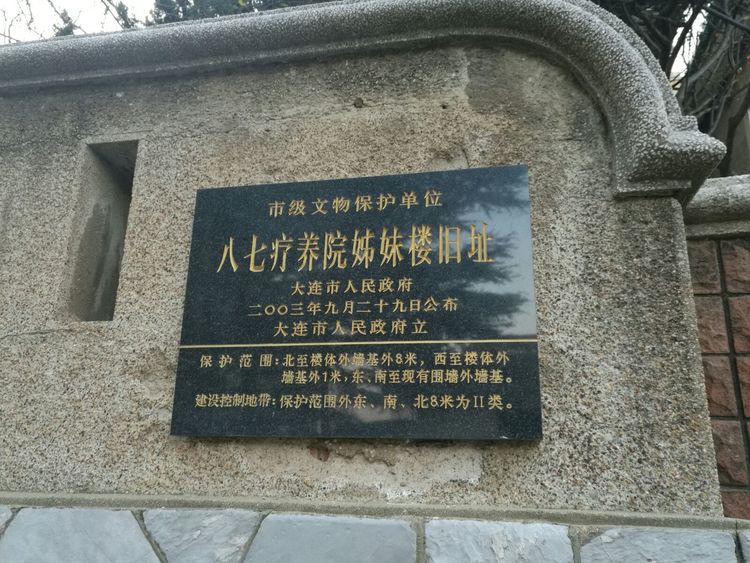 市级文物保护单位
八七疗养院姊妹楼旧址
大连市人民政府
二〇〇三年九月二十九日公布
大连市人民政府立
保护范围：北至楼体外墙基外8米，西至楼体外
墙基外1米，东、南至现有围墙外墙基。
建设控制地带：保护范围外东、南、北8米为II类。